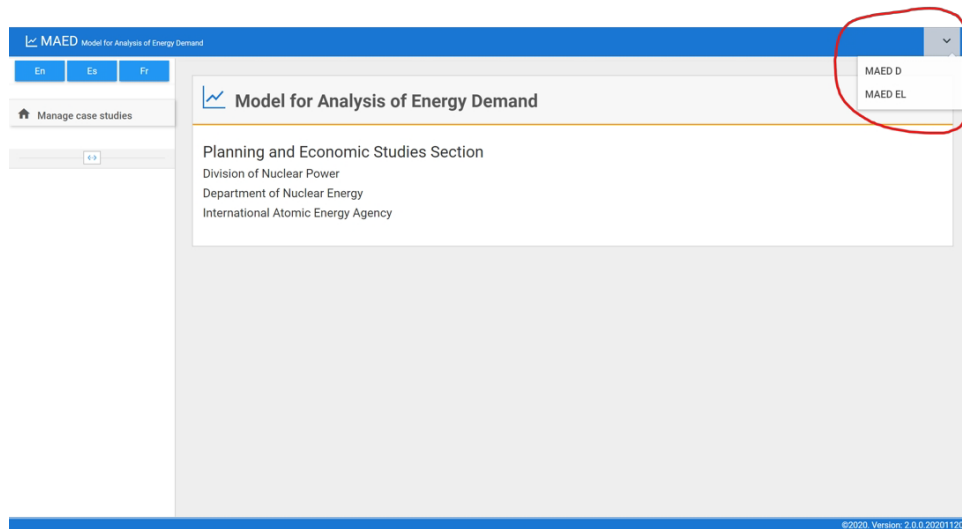 MAED Model for Analysis of Energy Demand
MAED D
MAED EL
En Es Fr
Manage case studies
Model for Analysis of Energy Demand
Planning and Economic Studies Section
Division of Nuclear Power
Department of Nuclear Energy
International Atomic Energy Agency
©2020. Version: 2.0.0.20201120